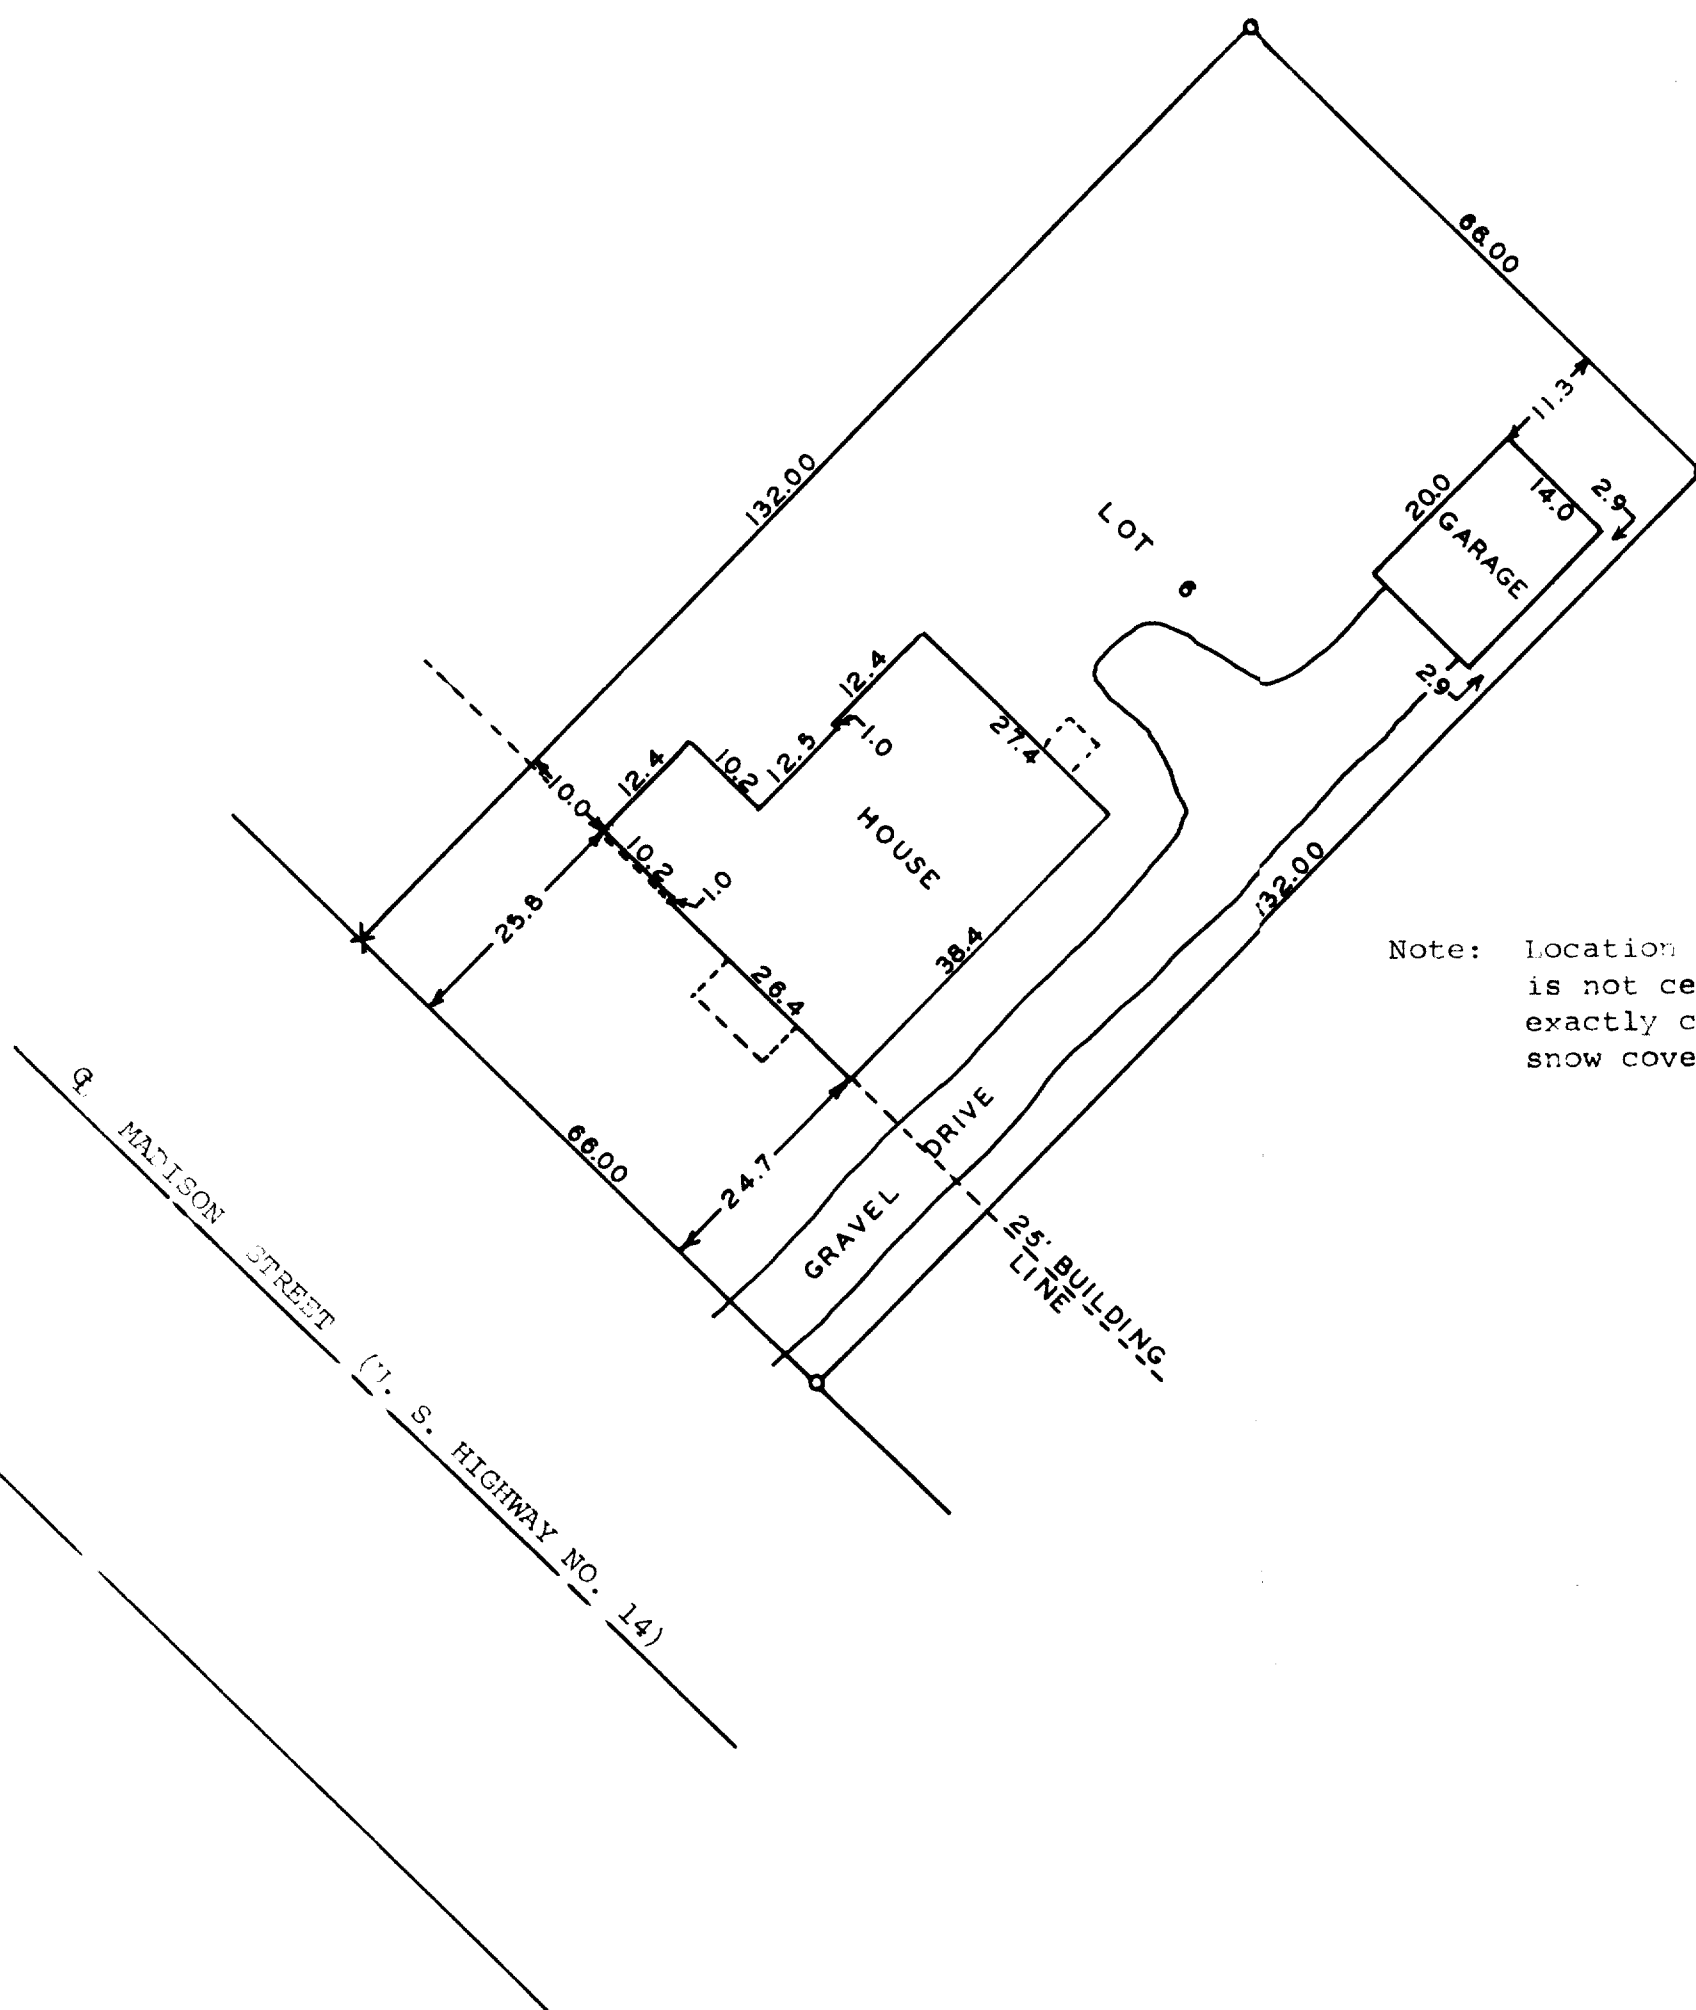 66.00
11.3
132.00
20.0
14.0
2.9
GARAGE
LOT 6
2.9
12.4
1.0
27.4
12.5
10.2
12.4
10.0
HOUSE
10.2
1.0
25.8
38.4
132.00
26.4
Note: Location
is not ce
exactly c
snow cove
66.00
24.7
GRAVEL DRIVE
25' BUILDING
LINE
℄ MADISON STREET (U. S. HIGHWAY NO. 14)